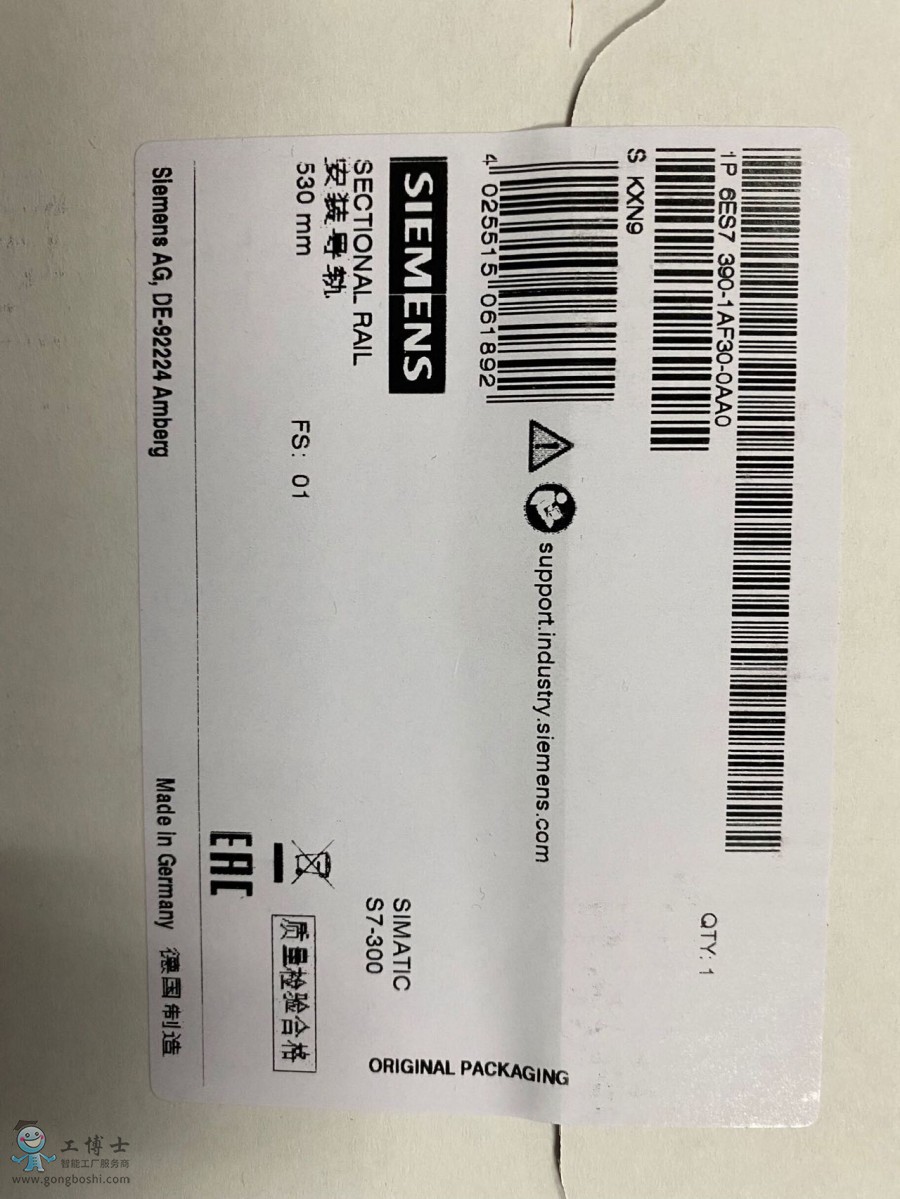 1P 6ES7 390-1AF30-0AA0
QTY: 1
S KXN9
4 025515 061892
support.industry.siemens.com
ORIGINAL PACKAGING
SIEMENS
SIMATIC
S7-300
SECTIONAL RAIL
安装导轨
530 mm
FS: 01
质量检验合格
EAC
Siemens AG, DE-92224 Amberg
Made in Germany 德国制造
工博士
智能工厂服务商
www.gongboshi.com